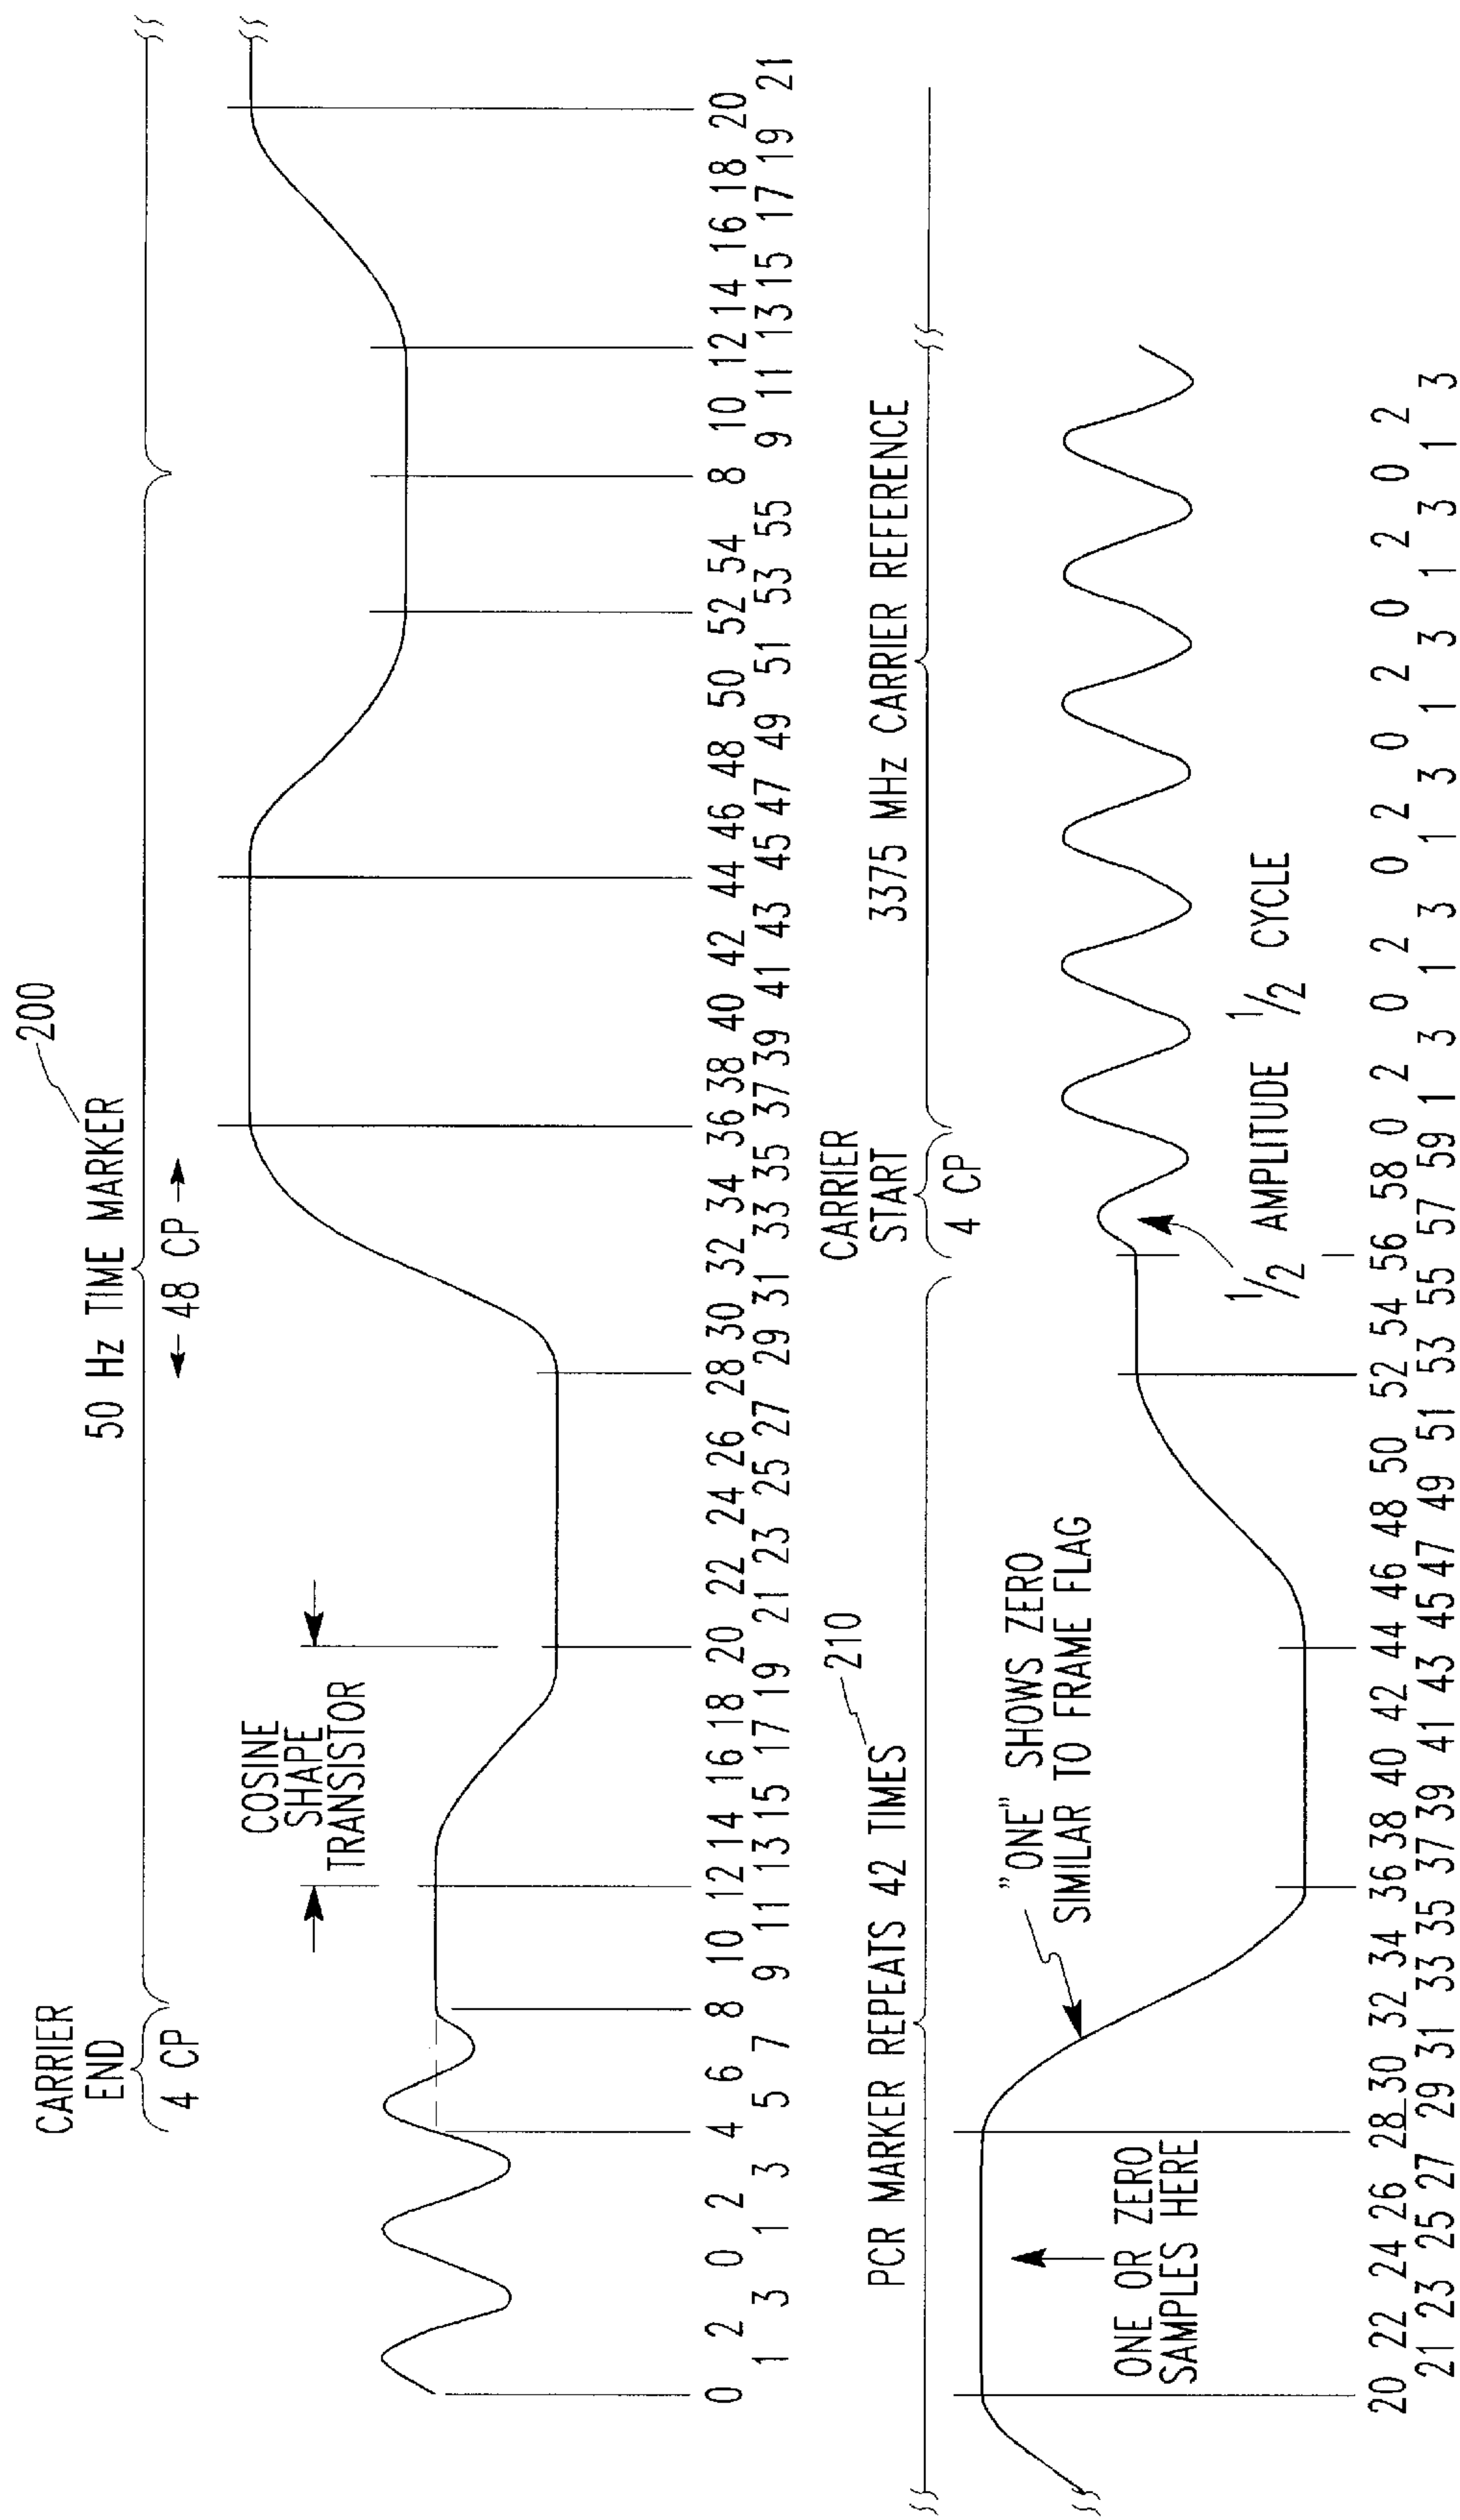 50 Hz TIME MARKER
200
CARRIER
END
4 CP
← 48 CP →
COSINE
SHAPE
TRANSISTOR
0 2 0 2 4 6 8 10 12 14 16 18 20 22 24 26 28 30 32 34 36 38 40 42 44 46 48 50 52 54 8 10 12 14 16 18 20
1 3 1 3 5 7 9 11 13 15 17 19 21 23 25 27 29 31 33 35 37 39 41 43 45 47 49 51 53 55 9 11 13 15 17 19 21
PCR MARKER REPEATS 42 TIMES
210
CARRIER
START
4 CP
3375 MHz CARRIER REFERENCE
"ONE" SHOWS ZERO
SIMILAR TO FRAME FLAG
ONE OR ZERO
SAMPLES HERE
1/2 AMPLITUDE 1/2 CYCLE
20 22 24 26 28 30 32 34 36 38 40 42 44 46 48 50 52 54 56 58 0 2 0 2 0 2 0 2 0 2 0 2
21 23 25 27 29 31 33 35 37 39 41 43 45 47 49 51 53 55 57 59 1 3 1 3 1 3 1 3 1 3 1 3